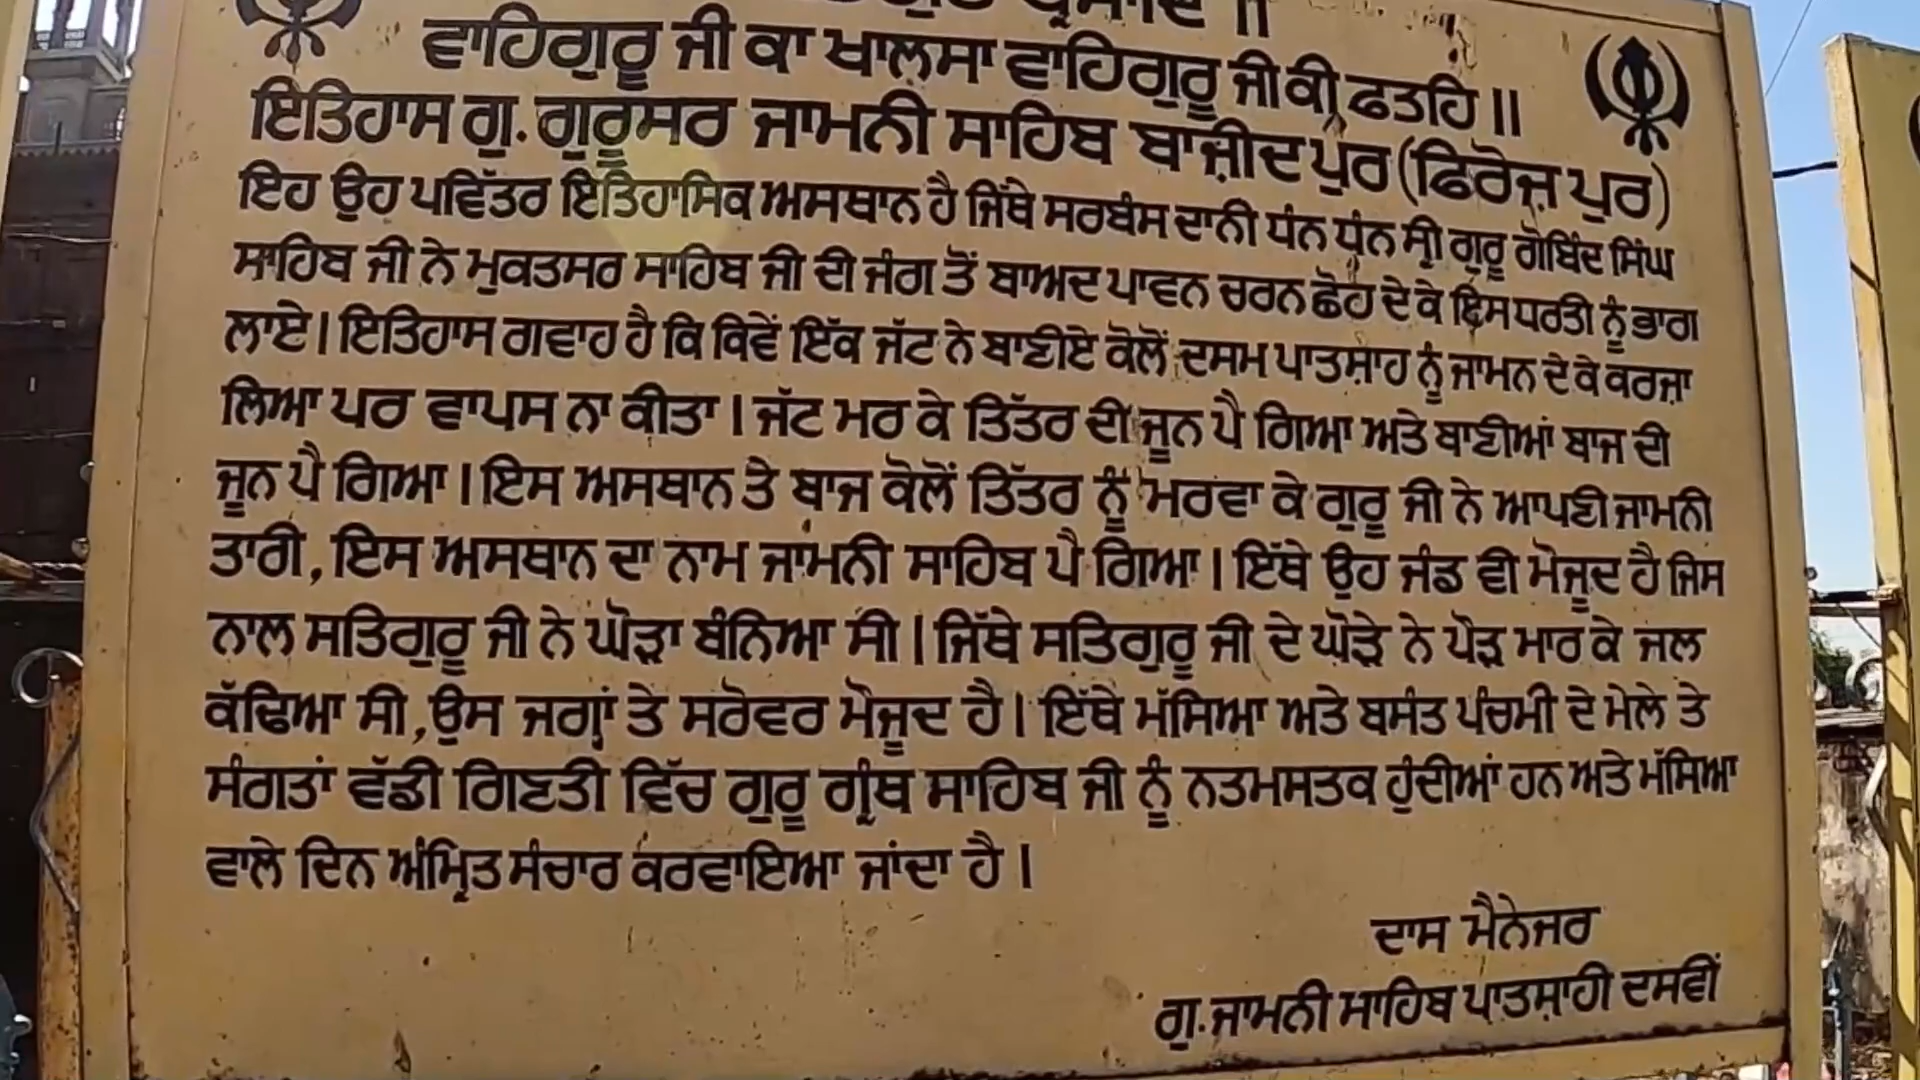 ਪ੍ਰਸਾਦਿ ॥
ਵਾਹਿਗੁਰੂ ਜੀ ਕਾ ਖਾਲਸਾ ਵਾਹਿਗੁਰੂ ਜੀ ਕੀ ਫਤਹਿ ॥
ਇਤਿਹਾਸ ਗੁ. ਗੁਰੂਸਰ ਜਾਮਨੀ ਸਾਹਿਬ ਬਾਜ਼ੀਦਪੁਰ (ਫਿਰੋਜ਼ਪੁਰ)
ਇਹ ਉਹ ਪਵਿੱਤਰ ਇਤਿਹਾਸਿਕ ਅਸਥਾਨ ਹੈ ਜਿੱਥੇ ਸਰਬੰਸ ਦਾਨੀ ਧੰਨ ਧੰਨ ਸ੍ਰੀ ਗੁਰੂ ਗੋਬਿੰਦ ਸਿੰਘ
ਸਾਹਿਬ ਜੀ ਨੇ ਮੁਕਤਸਰ ਸਾਹਿਬ ਜੀ ਦੀ ਜੰਗ ਤੋਂ ਬਾਅਦ ਪਾਵਨ ਚਰਨ ਛੋਹ ਦੇ ਕੇ ਇਸ ਧਰਤੀ ਨੂੰ ਭਾਗ
ਲਾਏ। ਇਤਿਹਾਸ ਗਵਾਹ ਹੈ ਕਿ ਕਿਵੇਂ ਇੱਕ ਜੱਟ ਨੇ ਬਾਣੀਏ ਕੋਲੋਂ ਦਸਮ ਪਾਤਸ਼ਾਹ ਨੂੰ ਜਾਮਨ ਦੇ ਕੇ ਕਰਜ਼ਾ
ਲਿਆ ਪਰ ਵਾਪਸ ਨਾ ਕੀਤਾ। ਜੱਟ ਮਰ ਕੇ ਤਿੱਤਰ ਦੀ ਜੂਨ ਪੈ ਗਿਆ ਅਤੇ ਬਾਣੀਆਂ ਬਾਜ ਦੀ
ਜੂਨ ਪੈ ਗਿਆ। ਇਸ ਅਸਥਾਨ ਤੇ ਬਾਜ ਕੋਲੋਂ ਤਿੱਤਰ ਨੂੰ ਮਰਵਾ ਕੇ ਗੁਰੂ ਜੀ ਨੇ ਆਪਣੀ ਜਾਮਨੀ
ਤਾਰੀ, ਇਸ ਅਸਥਾਨ ਦਾ ਨਾਮ ਜਾਮਨੀ ਸਾਹਿਬ ਪੈ ਗਿਆ। ਇੱਥੇ ਉਹ ਜੰਡ ਵੀ ਮੌਜੂਦ ਹੈ ਜਿਸ
ਨਾਲ ਸਤਿਗੁਰੂ ਜੀ ਨੇ ਘੋੜਾ ਬੰਨਿਆ ਸੀ। ਜਿੱਥੇ ਸਤਿਗੁਰੂ ਜੀ ਦੇ ਘੋੜੇ ਨੇ ਪੌੜ ਮਾਰ ਕੇ ਜਲ
ਕੱਢਿਆ ਸੀ, ਉਸ ਜਗ੍ਹਾਂ ਤੇ ਸਰੋਵਰ ਮੌਜੂਦ ਹੈ। ਇੱਥੇ ਮੱਸਿਆ ਅਤੇ ਬਸੰਤ ਪੰਚਮੀ ਦੇ ਮੇਲੇ ਤੇ
ਸੰਗਤਾਂ ਵੱਡੀ ਗਿਣਤੀ ਵਿੱਚ ਗੁਰੂ ਗ੍ਰੰਥ ਸਾਹਿਬ ਜੀ ਨੂੰ ਨਤਮਸਤਕ ਹੁੰਦੀਆਂ ਹਨ ਅਤੇ ਮੱਸਿਆ
ਵਾਲੇ ਦਿਨ ਅੰਮ੍ਰਿਤ ਸੰਚਾਰ ਕਰਵਾਇਆ ਜਾਂਦਾ ਹੈ।
ਦਾਸ ਮੈਨੇਜਰ
ਗੁ. ਜਾਮਨੀ ਸਾਹਿਬ ਪਾਤਸ਼ਾਹੀ ਦਸਵੀਂ